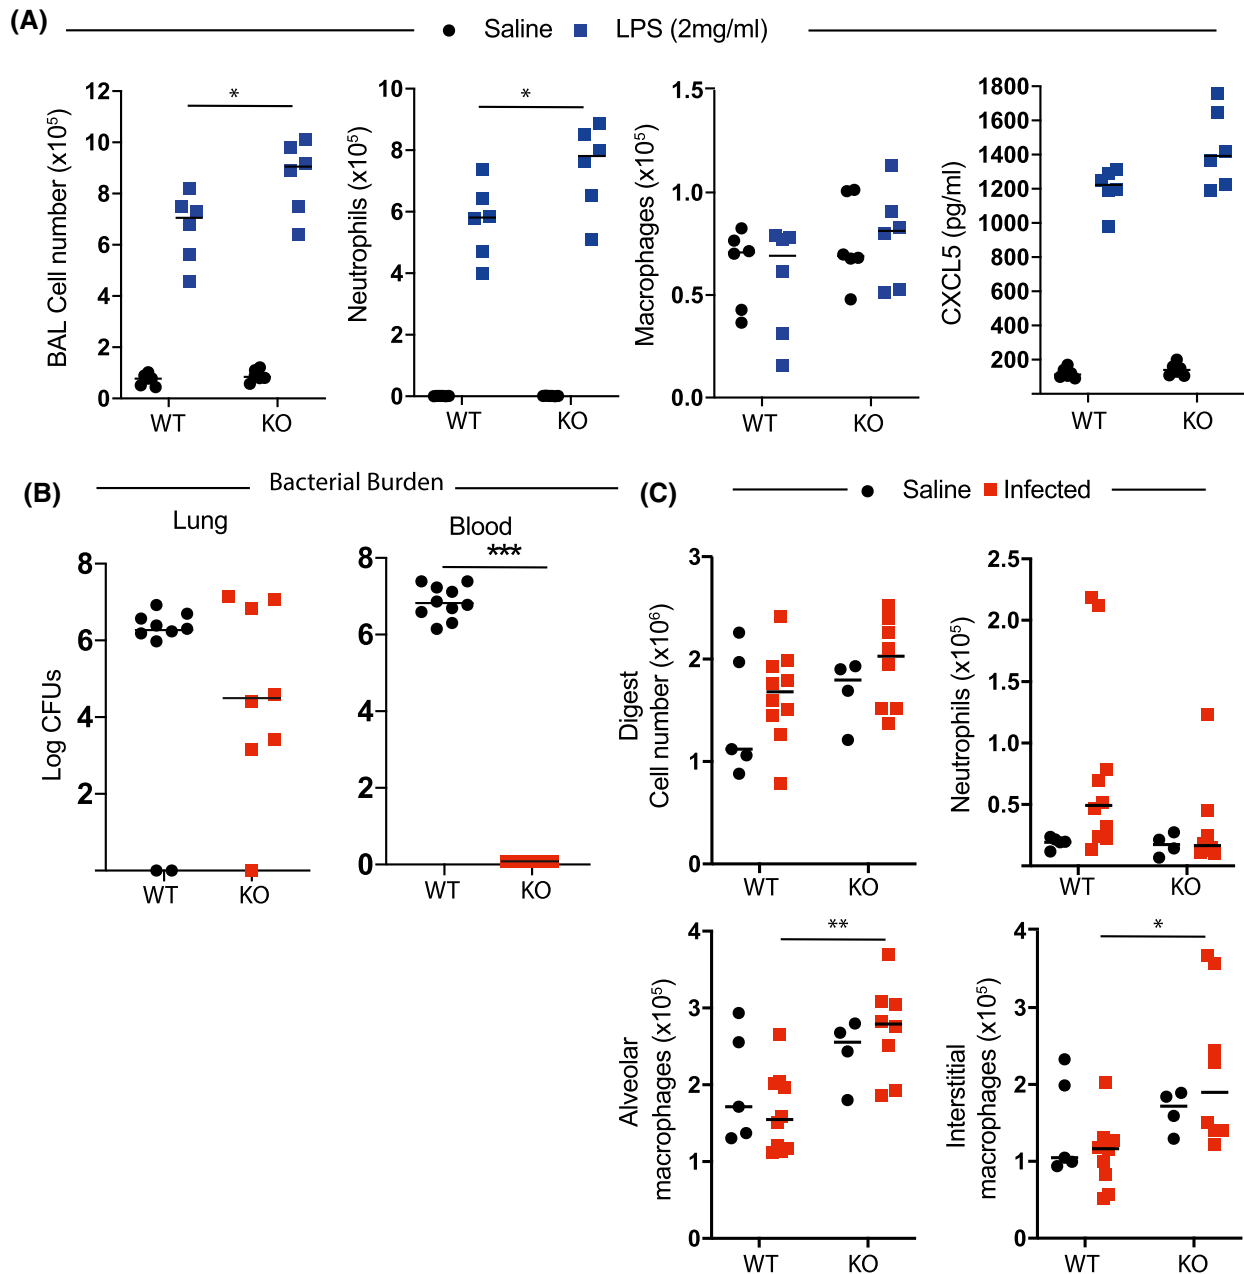 (A)
Saline LPS (2mg/ml)
BAL Cell number (x10⁵)
12
10
8
6
4
2
0
WT KO
*
Neutrophils (x10⁵)
10
8
6
4
2
0
WT KO
*
Macrophages (x10⁵)
1.5
1.0
0.5
0.0
WT KO
CXCL5 (pg/ml)
1800
1600
1400
1200
1000
800
600
400
200
WT KO
(B)
Bacterial Burden
Lung
Log CFUs
8
6
4
2
WT KO
Blood
***
8
6
4
2
0
WT KO
(C)
Saline Infected
Digest
Cell number (x10⁶)
3
2
1
0
WT KO
Neutrophils (x10⁵)
2.5
2.0
1.5
1.0
0.5
WT KO
Alveolar
macrophages (x10⁵)
4
3
2
1
0
WT KO
**
Interstitial
macrophages (x10⁵)
4
3
2
1
0
WT KO
*